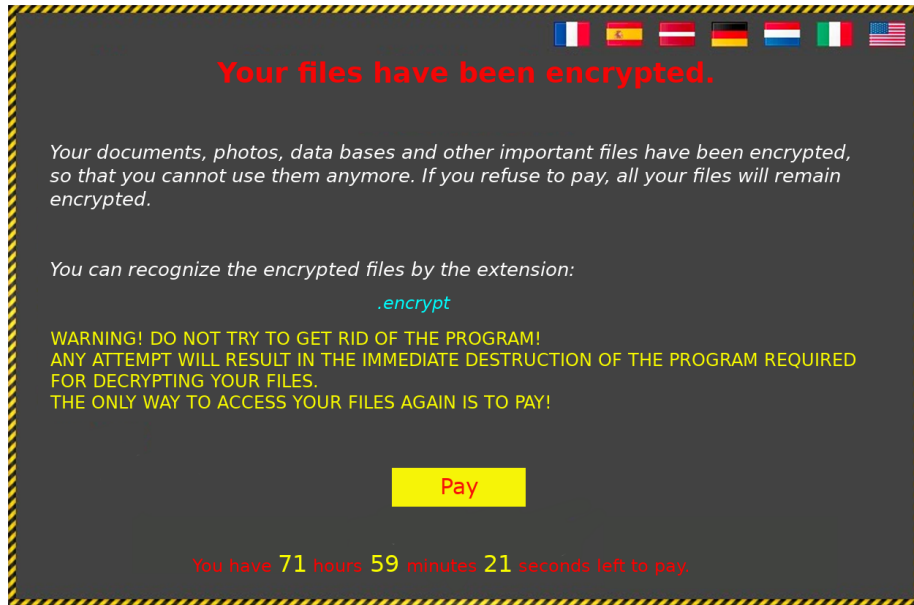 Your files have been encrypted.
Your documents, photos, data bases and other important files have been encrypted,
so that you cannot use them anymore. If you refuse to pay, all your files will remain
encrypted.
You can recognize the encrypted files by the extension:
.encrypt
WARNING! DO NOT TRY TO GET RID OF THE PROGRAM!
ANY ATTEMPT WILL RESULT IN THE IMMEDIATE DESTRUCTION OF THE PROGRAM REQUIRED
FOR DECRYPTING YOUR FILES.
THE ONLY WAY TO ACCESS YOUR FILES AGAIN IS TO PAY!
Pay
You have 71 hours 59 minutes 21 seconds left to pay.